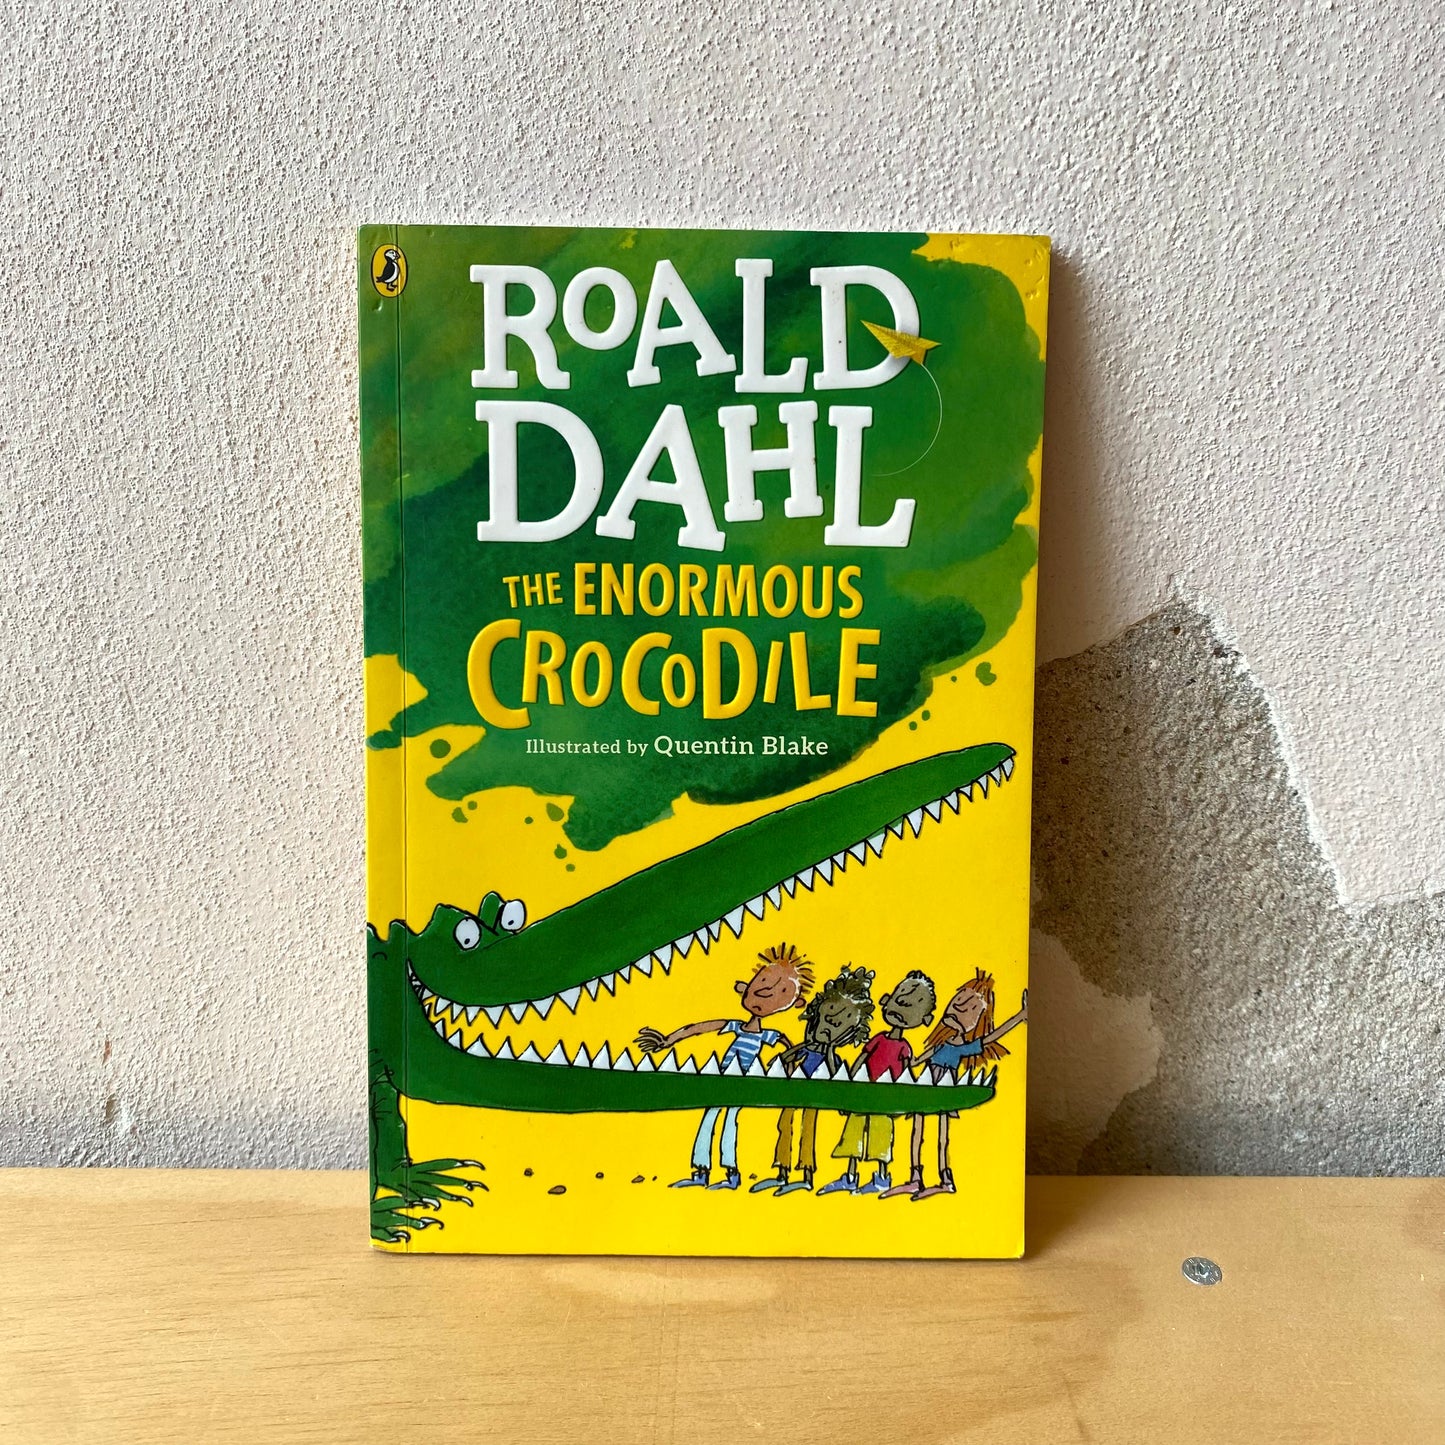 ROALD
DAHL
THE ENORMOUS
CROCODILE
Illustrated by Quentin Blake